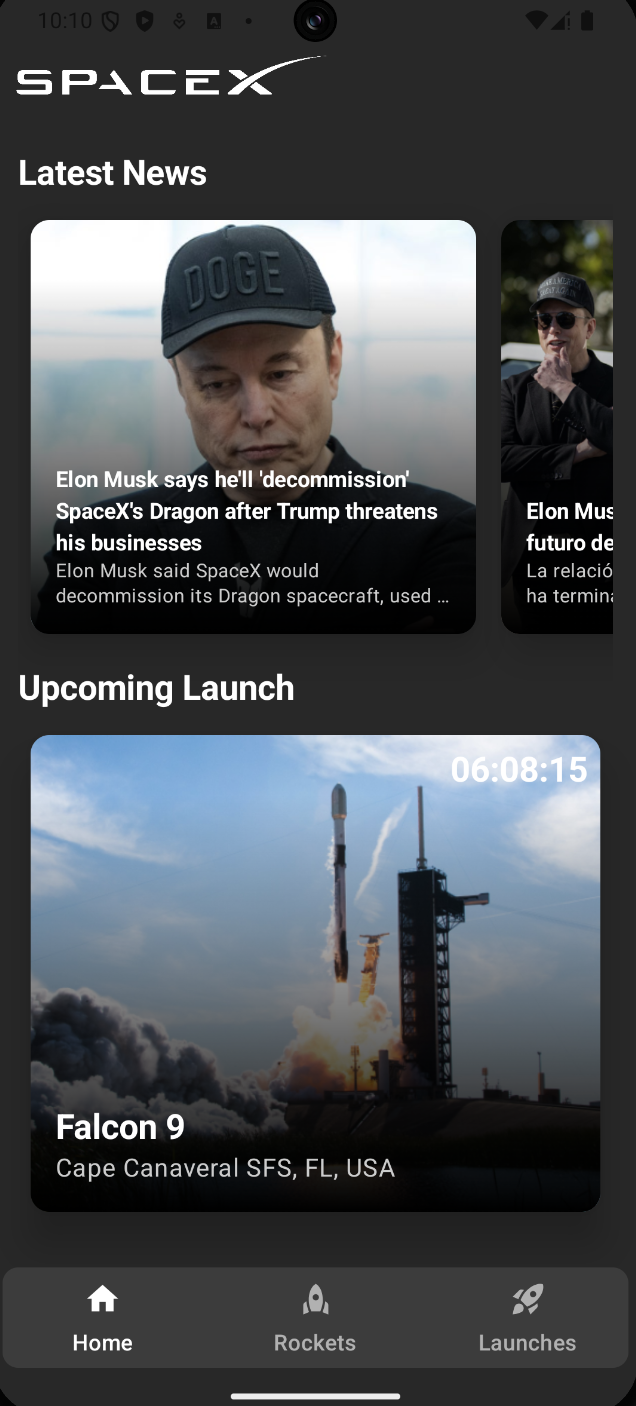 10:10
SPACEX
Latest News
DOGE
Elon Musk says he'll 'decommission'
SpaceX's Dragon after Trump threatens
his businesses
Elon Musk said SpaceX would
decommission its Dragon spacecraft, used …
Elon Mus
futuro de
La relació
ha termina
Upcoming Launch
06:08:15
Falcon 9
Cape Canaveral SFS, FL, USA
Home
Rockets
Launches